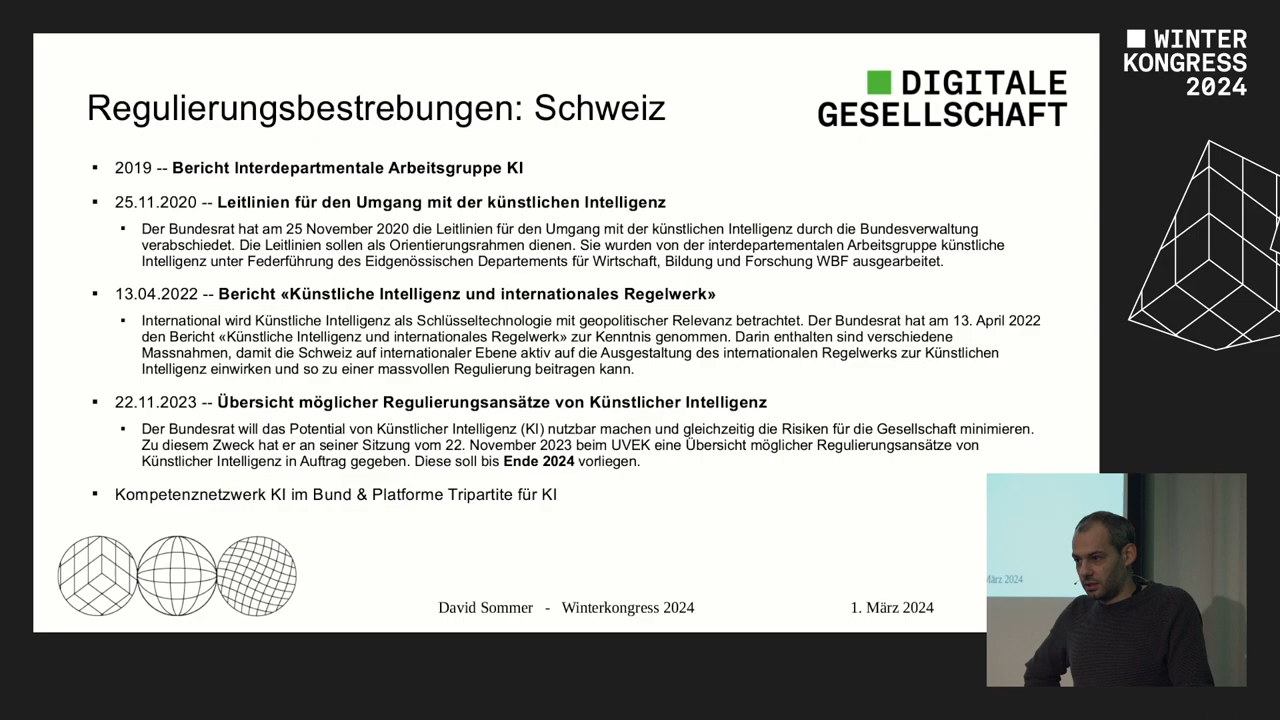 WINTER
KONGRESS
2024
DIGITALE
GESELLSCHAFT
Regulierungsbestrebungen: Schweiz
▪ 2019 -- Bericht Interdepartmentale Arbeitsgruppe KI
▪ 25.11.2020 -- Leitlinien für den Umgang mit der künstlichen Intelligenz
▪ Der Bundesrat hat am 25 November 2020 die Leitlinien für den Umgang mit der künstlichen Intelligenz durch die Bundesverwaltung
verabschiedet. Die Leitlinien sollen als Orientierungsrahmen dienen. Sie wurden von der interdepartementalen Arbeitsgruppe künstliche
Intelligenz unter Federführung des Eidgenössischen Departements für Wirtschaft, Bildung und Forschung WBF ausgearbeitet.
▪ 13.04.2022 -- Bericht «Künstliche Intelligenz und internationales Regelwerk»
▪ International wird Künstliche Intelligenz als Schlüsseltechnologie mit geopolitischer Relevanz betrachtet. Der Bundesrat hat am 13. April 2022
den Bericht «Künstliche Intelligenz und internationales Regelwerk» zur Kenntnis genommen. Darin enthalten sind verschiedene
Massnahmen, damit die Schweiz auf internationaler Ebene aktiv auf die Ausgestaltung des internationalen Regelwerks zur Künstlichen
Intelligenz einwirken und so zu einer massvollen Regulierung beitragen kann.
▪ 22.11.2023 -- Übersicht möglicher Regulierungsansätze von Künstlicher Intelligenz
▪ Der Bundesrat will das Potential von Künstlicher Intelligenz (KI) nutzbar machen und gleichzeitig die Risiken für die Gesellschaft minimieren.
Zu diesem Zweck hat er an seiner Sitzung vom 22. November 2023 beim UVEK eine Übersicht möglicher Regulierungsansätze von
Künstlicher Intelligenz in Auftrag gegeben. Diese soll bis Ende 2024 vorliegen.
▪ Kompetenznetzwerk KI im Bund & Platforme Tripartite für KI
David Sommer - Winterkongress 2024
1. März 2024
März 2024